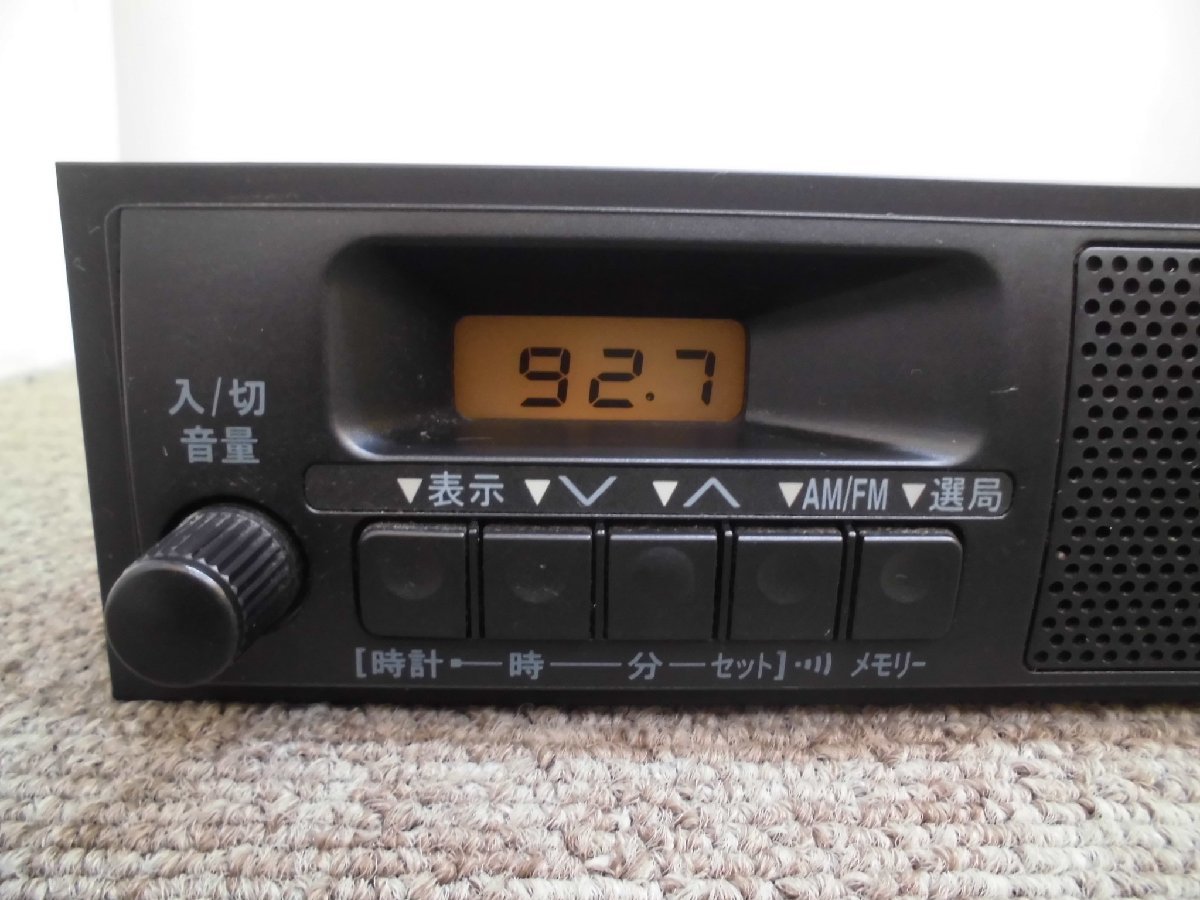 92.7
入/切
音量
▼表示 ▼∨ ▼∧ ▼AM/FM ▼選局
[時計 時 分 セット] メモリー